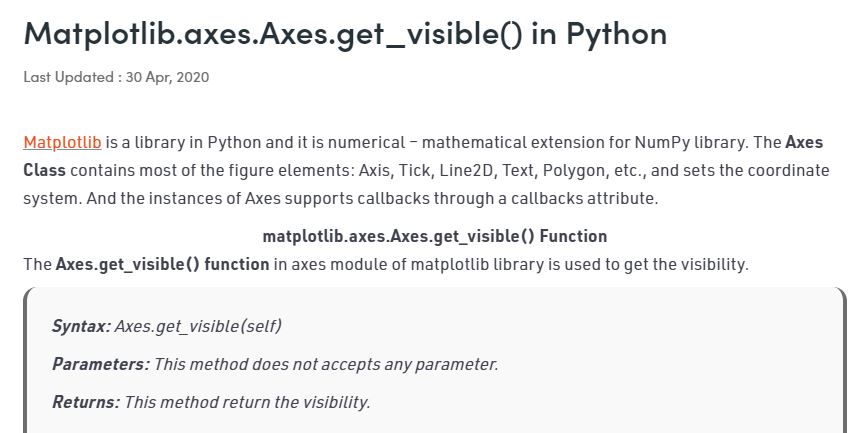 Matplotlib.axes.Axes.get_visible() in Python
Last Updated : 30 Apr, 2020
Matplotlib is a library in Python and it is numerical – mathematical extension for NumPy library. The Axes
Class contains most of the figure elements: Axis, Tick, Line2D, Text, Polygon, etc., and sets the coordinate
system. And the instances of Axes supports callbacks through a callbacks attribute.
matplotlib.axes.Axes.get_visible() Function
The Axes.get_visible() function in axes module of matplotlib library is used to get the visibility.
Syntax: Axes.get_visible(self)
Parameters: This method does not accepts any parameter.
Returns: This method return the visibility.